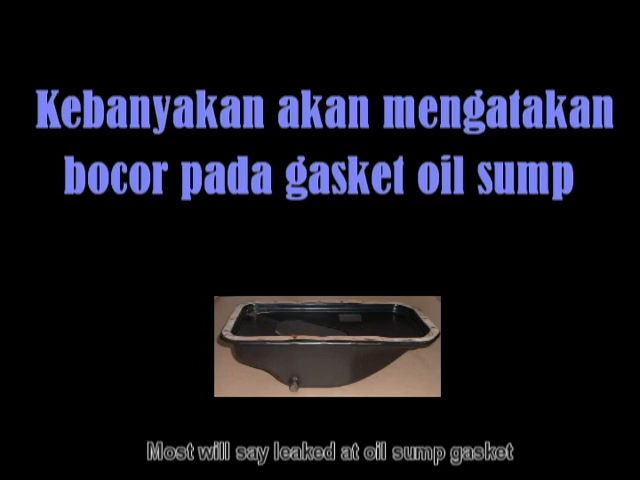 Kebanyakan akan mengatakan
bocor pada gasket oil sump
Most will say leaked at oil sump gasket